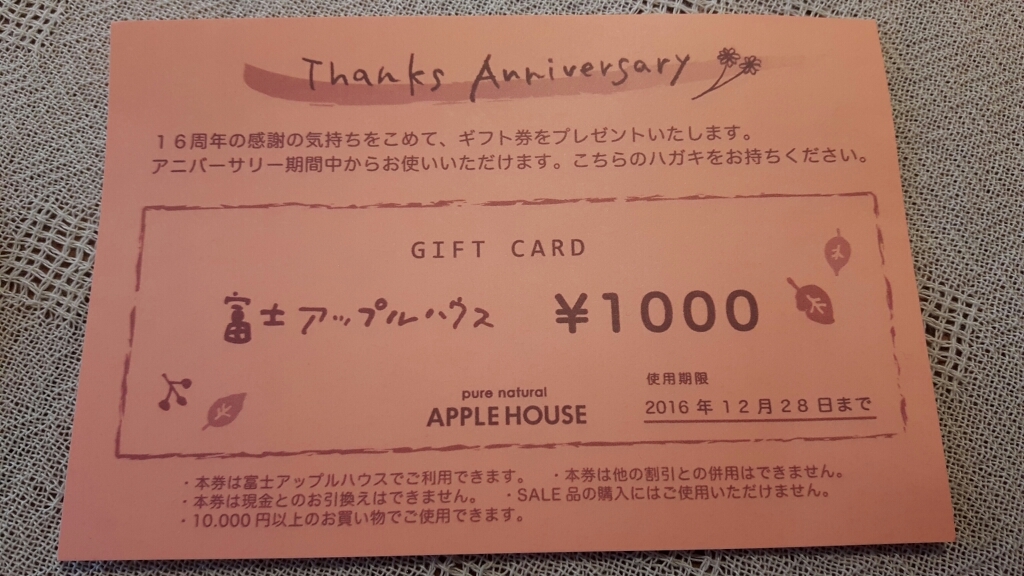 Thanks Anniversary
16周年の感謝の気持ちをこめて、ギフト券をプレゼントいたします。
アニバーサリー期間中からお使いいただけます。こちらのハガキをお持ちください。
GIFT CARD
富士アップルハウス ¥1000
pure natural
APPLE HOUSE
使用期限
2016年12月28日まで
・本券は富士アップルハウスでご利用できます。 ・本券は他の割引との併用はできません。
・本券は現金とのお引換えはできません。 ・SALE品の購入にはご使用いただけません。
・10.000円以上のお買い物でご使用できます。